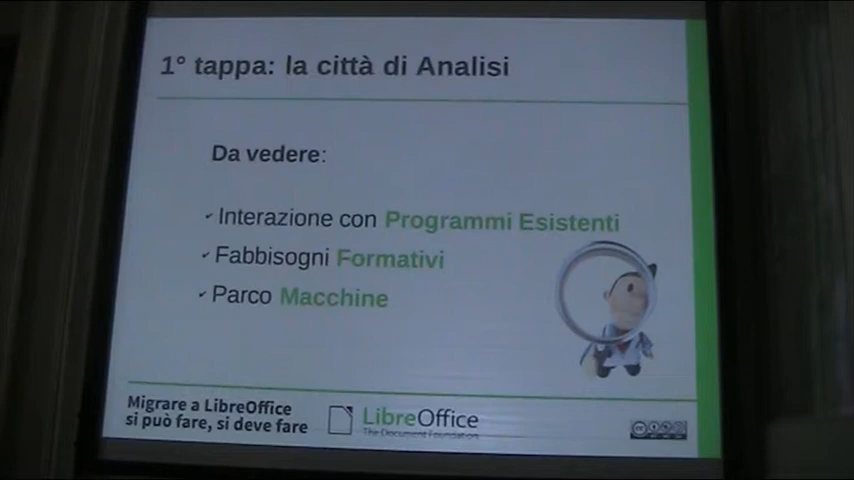 1° tappa: la città di Analisi
Da vedere:
Interazione con Programmi Esistenti
Fabbisogni Formativi
Parco Macchine
Migrare a LibreOffice
si può fare, si deve fare
LibreOffice
The Document Foundation